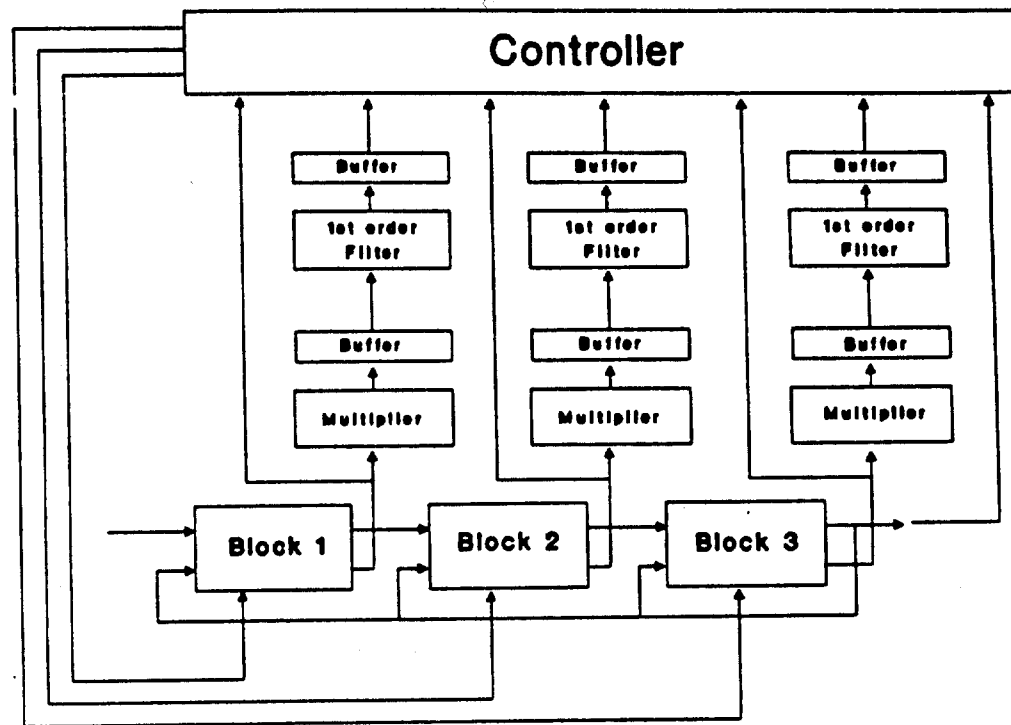 Controller
Buffer
Buffer
Buffer
1st order
Filter
1st order
Filter
1st order
Filter
Buffer
Buffer
Buffer
Multiplier
Multiplier
Multiplier
Block 1
Block 2
Block 3